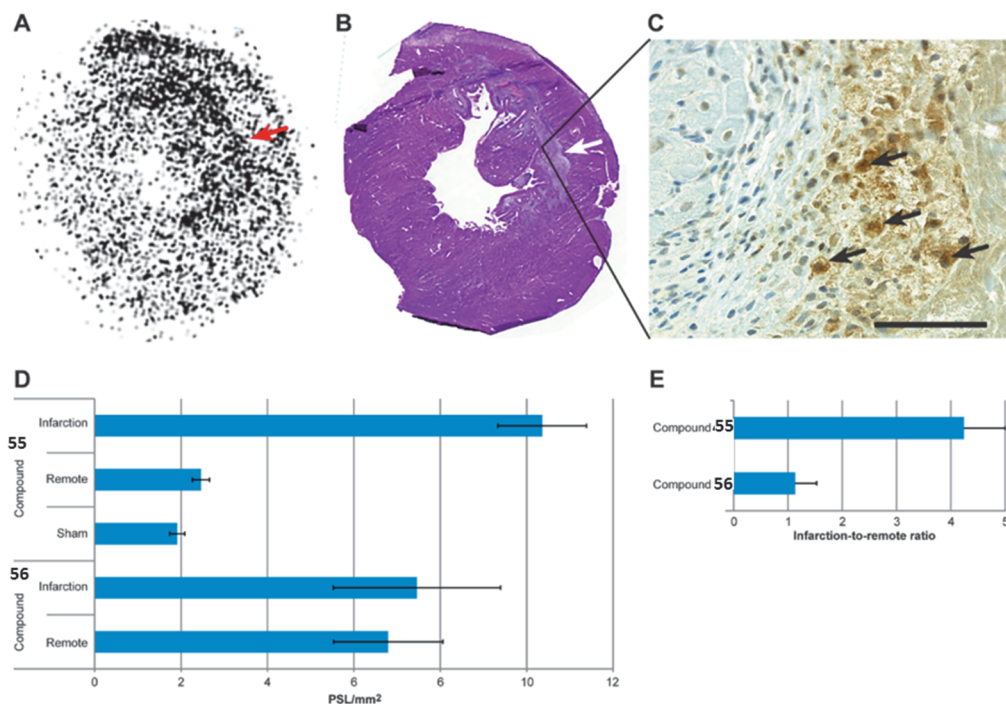 A
B
C
D
Compound 55
Infarction
Remote
Sham
Compound 56
Infarction
Remote
0 2 4 6 8 10 12
PSL/mm²
E
Compound 55
Compound 56
0 1 2 3 4 5
Infarction-to-remote ratio